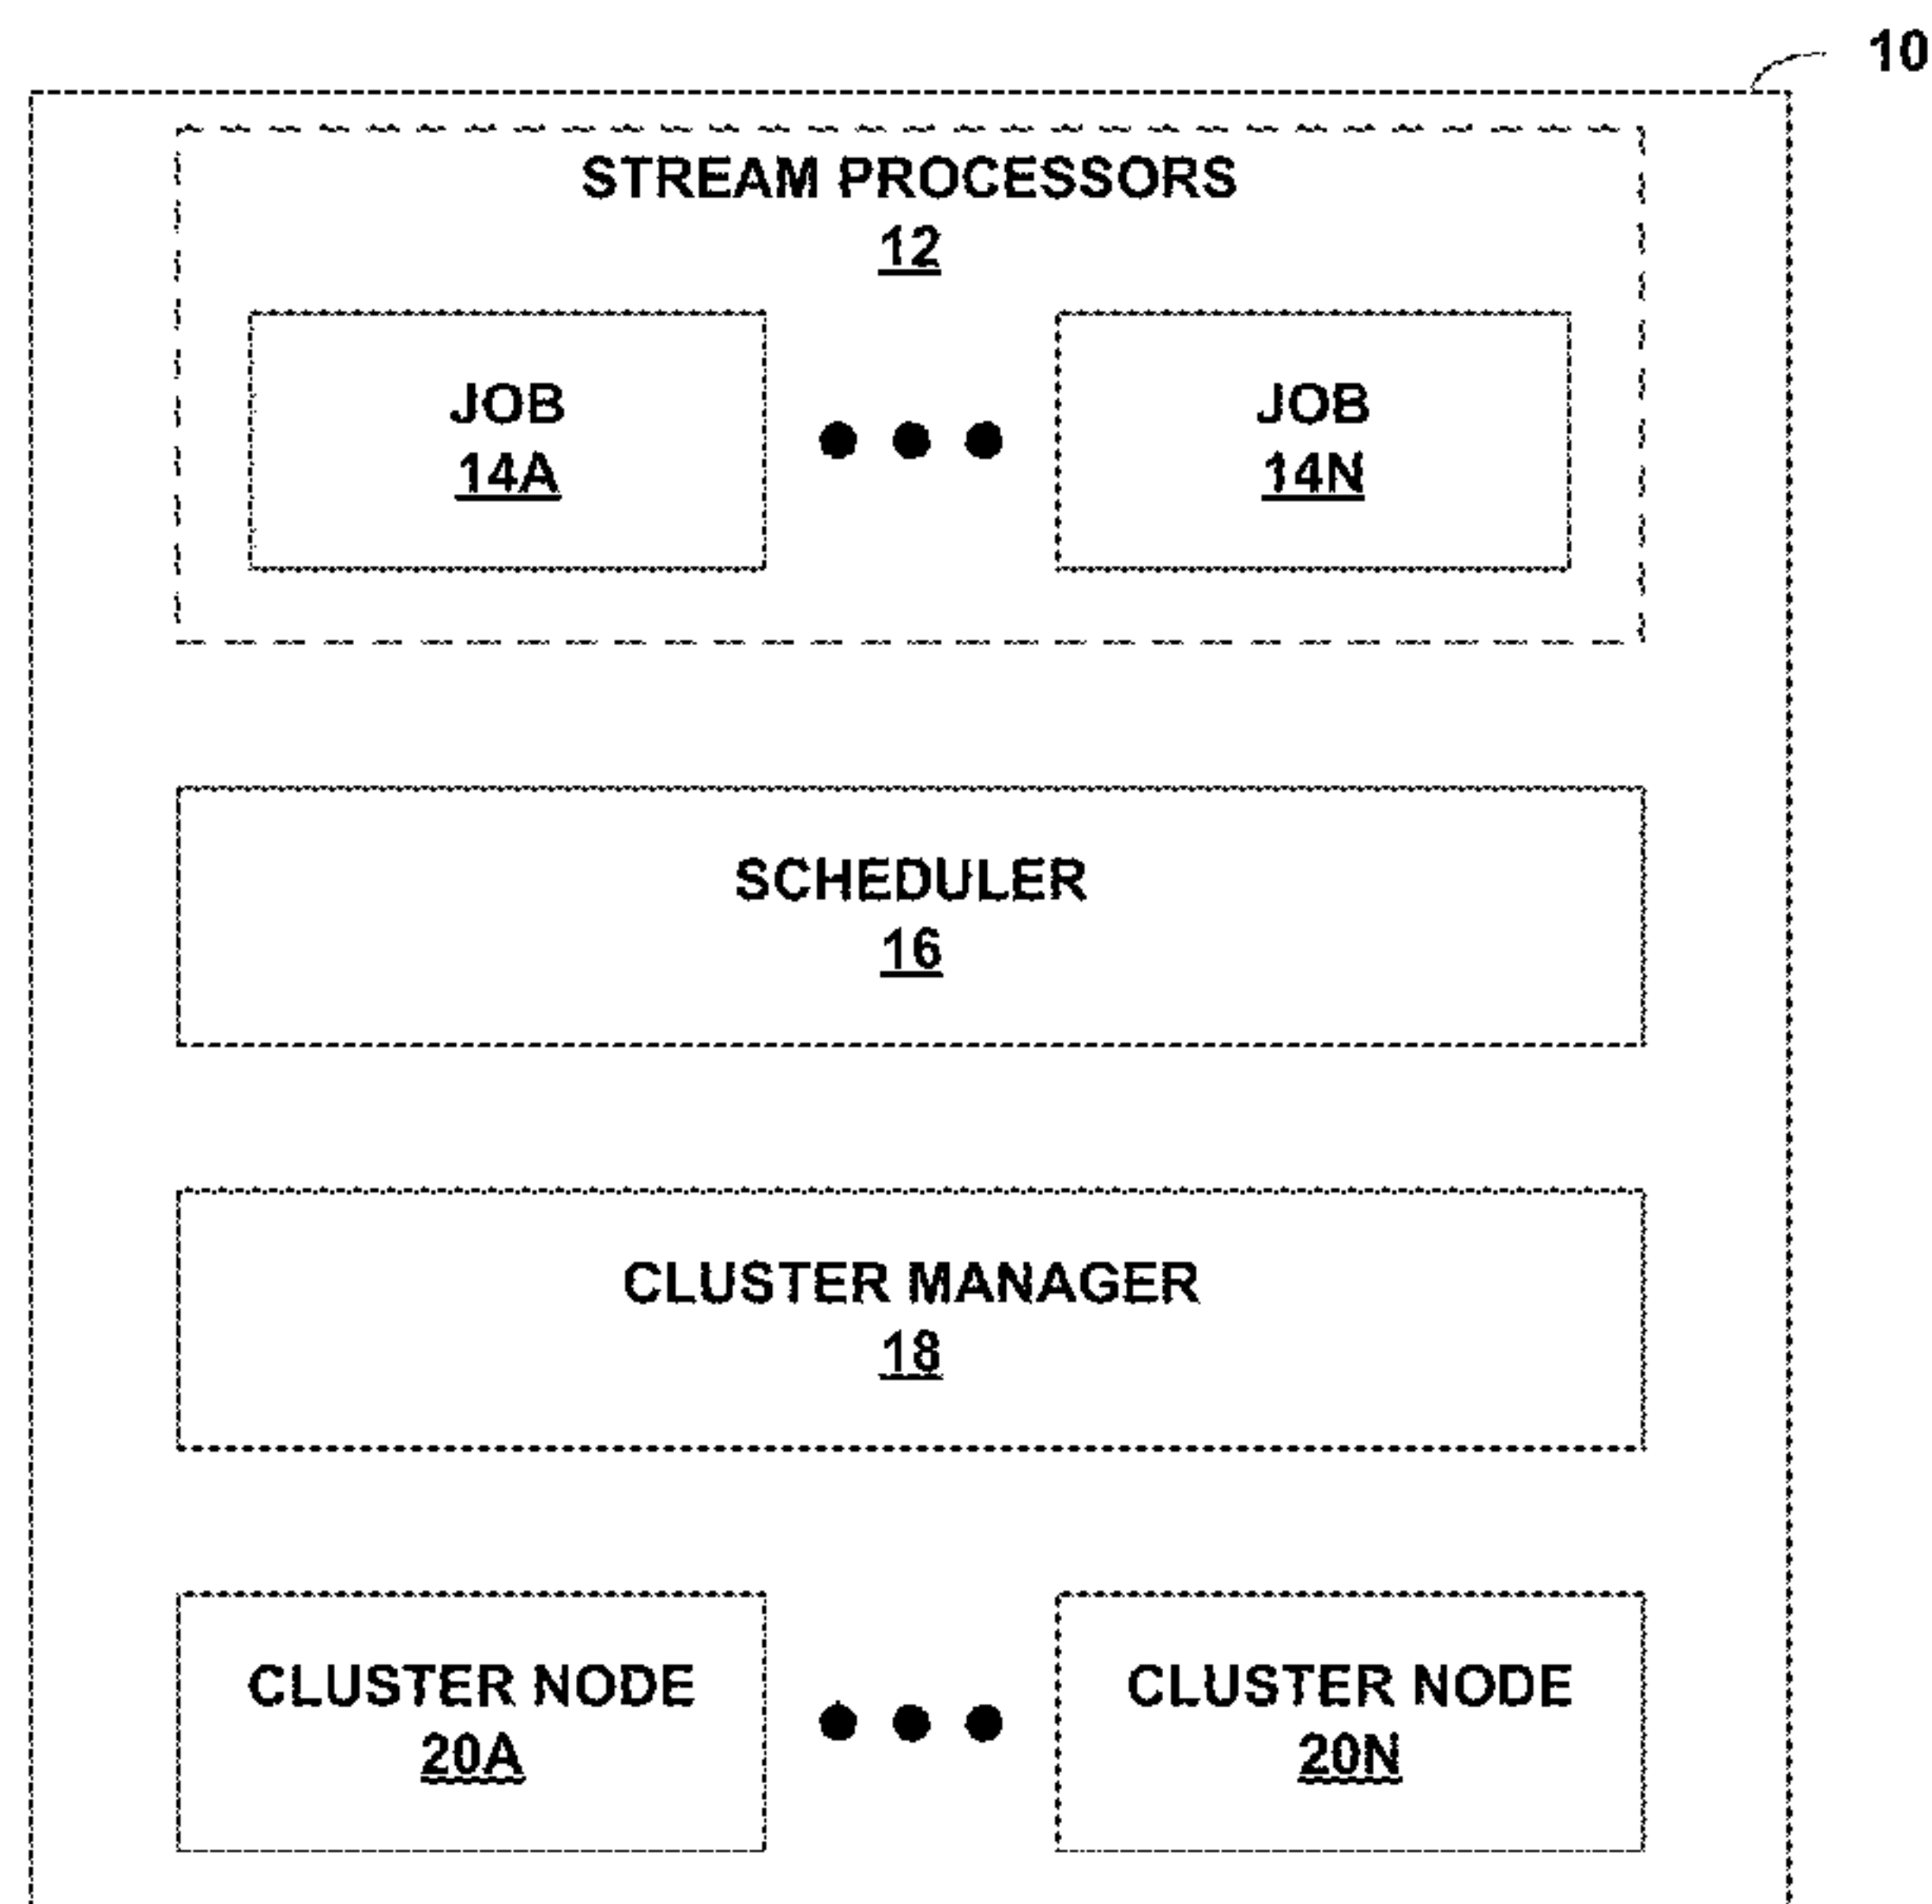 10
STREAM PROCESSORS
12
JOB
14A
JOB
14N
SCHEDULER
16
CLUSTER MANAGER
18
CLUSTER NODE
20A
CLUSTER NODE
20N